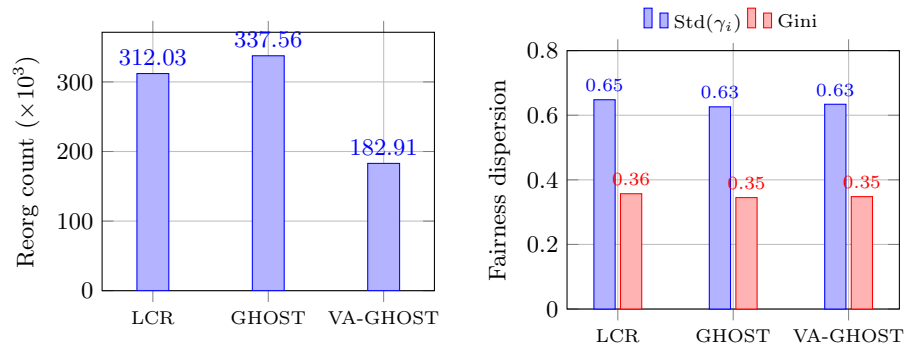 Reorg count (×10³)
300
200
100
0
312.03
337.56
182.91
LCR
GHOST
VA-GHOST
Std(γᵢ)
Gini
Fairness dispersion
0.8
0.6
0.4
0.2
0
0.65
0.63
0.63
0.36
0.35
0.35
LCR
GHOST
VA-GHOST